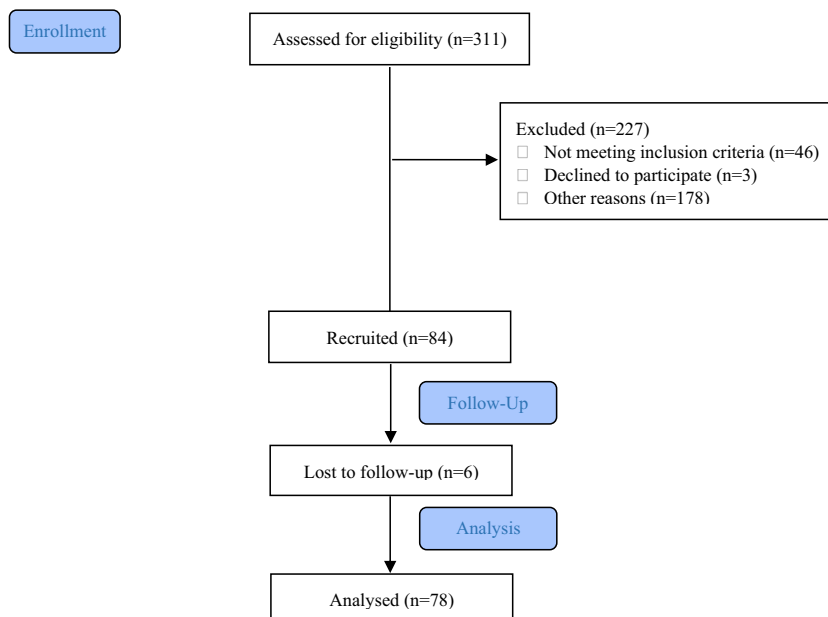 Enrollment
Assessed for eligibility (n=311)
Excluded (n=227)
Not meeting inclusion criteria (n=46)
Declined to participate (n=3)
Other reasons (n=178)
Recruited (n=84)
Follow-Up
Lost to follow-up (n=6)
Analysis
Analysed (n=78)